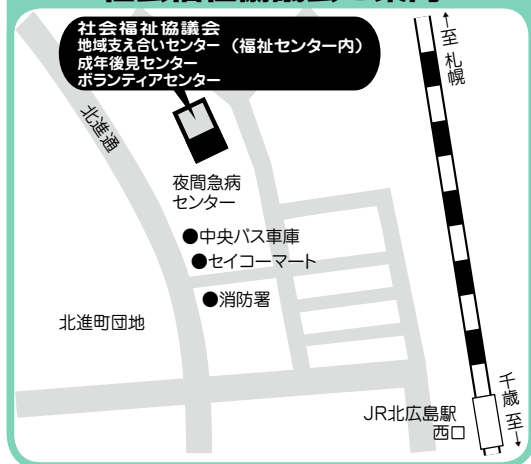 社会福祉協議会
地域支え合いセンター（福祉センター内）
成年後見センター
ボランティアセンター
←至 札幌
北進通
夜間急病
センター
●中央バス車庫
●セイコーマート
●消防署
北進町団地
JR北広島駅
西口
千歳 至→